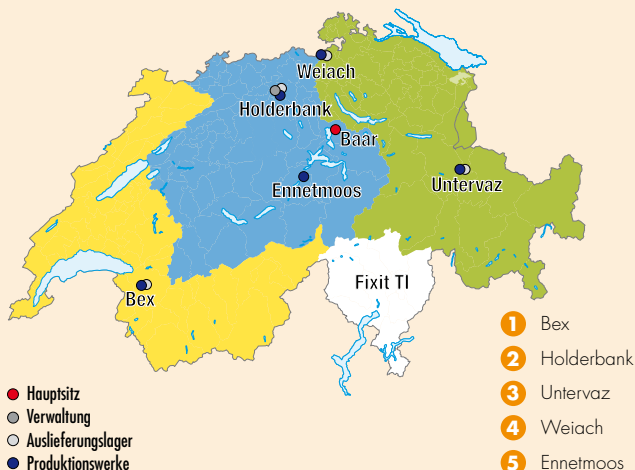 Weiach
Holderbank
Baar
Ennetmoos
Untervaz
Bex
Fixit TI
Hauptsitz
Verwaltung
Auslieferungslager
Produktionswerke
1 Bex
2 Holderbank
3 Untervaz
4 Weiach
5 Ennetmoos